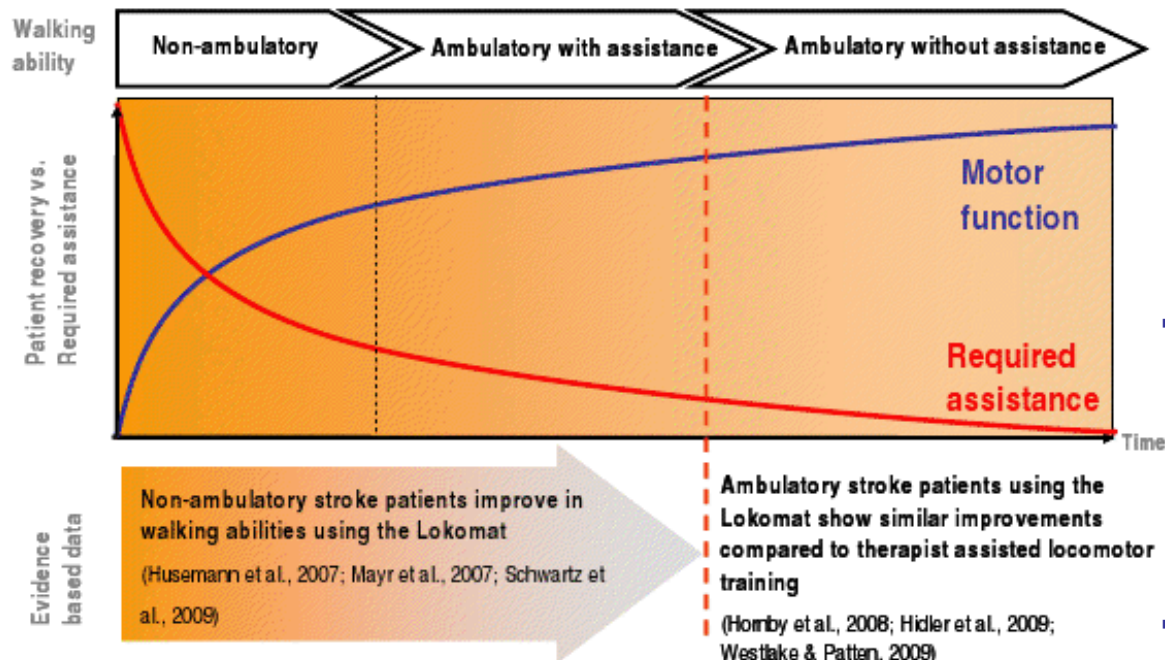 Walking
ability
Non-ambulatory
Ambulatory with assistance
Ambulatory without assistance
Patient recovery vs.
Required assistance
Motor
function
Required
assistance
Time
Evidence
based data
Non-ambulatory stroke patients improve in
walking abilities using the Lokomat
(Husemann et al., 2007; Mayr et al., 2007; Schwartz et
al., 2009)
Ambulatory stroke patients using the
Lokomat show similar improvements
compared to therapist assisted locomotor
training
(Hornby et al., 2008; Hidler et al., 2009;
Westlake & Patten, 2009)